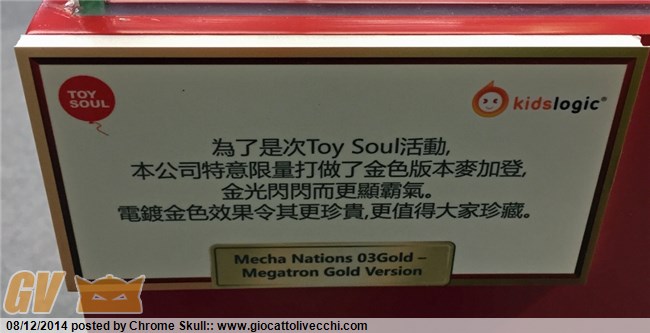 TOY
SOUL
kidslogic®
為了是次Toy Soul活動,
本公司特意限量打做了金色版本麥加登,
金光閃閃而更顯霸氣。
電鍍金色效果令其更珍貴,更值得大家珍藏。
Mecha Nations 03Gold –
Megatron Gold Version
GV
08/12/2014 posted by Chrome Skull:: www.giocattolivecchi.com